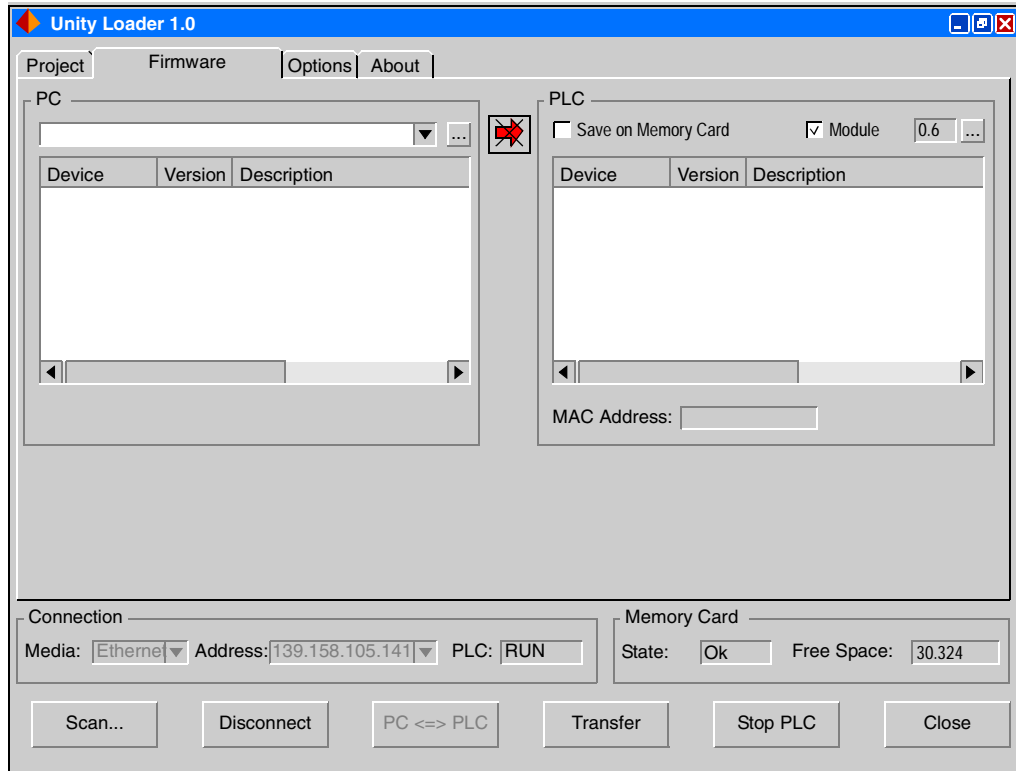 Unity Loader 1.0
Project Firmware Options About
PC
...
Device Version Description
PLC
Save on Memory Card Module 0.6 ...
Device Version Description
MAC Address:
Connection
Media: Ethernet Address: 139.158.105.141 PLC: RUN
Memory Card
State: Ok Free Space: 30.324
Scan... Disconnect PC <=> PLC Transfer Stop PLC Close